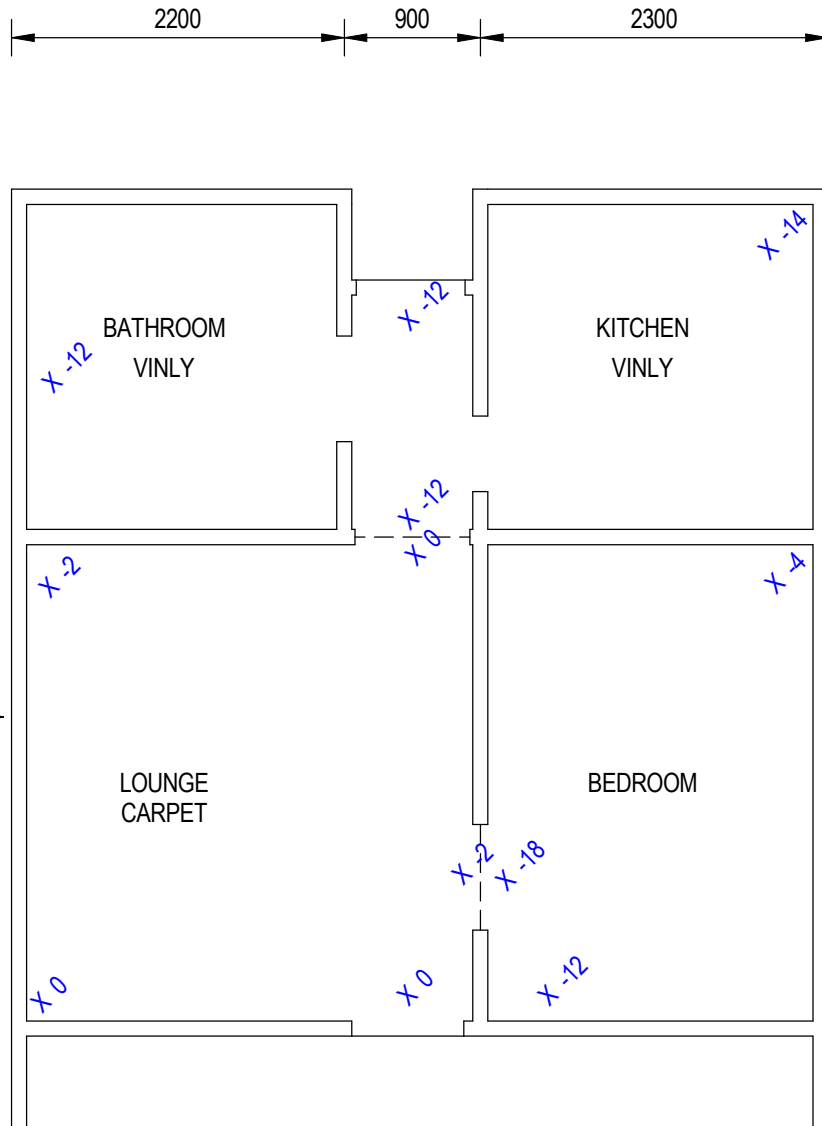 2200 900 2300
X -14
X -12
BATHROOM KITCHEN
VINLY VINLY
X -12
X -12
X 0
X -2
X -4
LOUNGE BEDROOM
CARPET
X -2
X -18
X 0
X 0
X -12